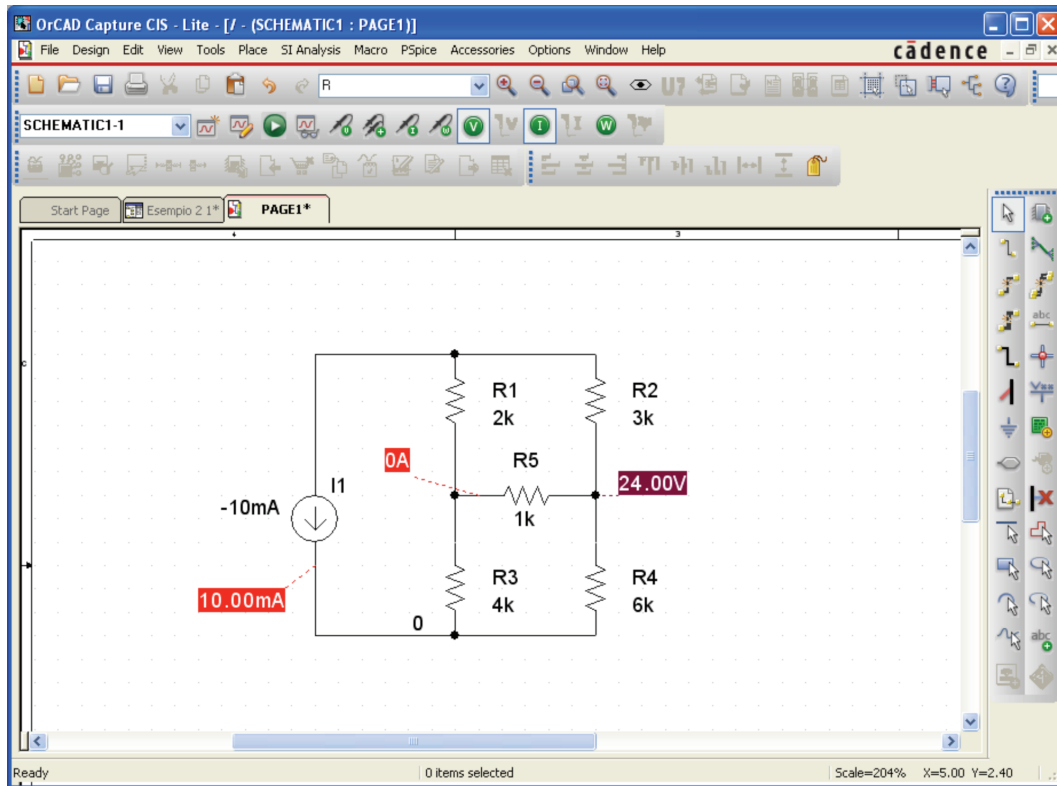 OrCAD Capture CIS - Lite - [/ - (SCHEMATIC1 : PAGE1)]
File Design Edit View Tools Place SI Analysis Macro PSpice Accessories Options Window Help
cādence
R
U?
SCHEMATIC1-1
V V I I W
Start Page Esempio 2 1* PAGE1*
4 3
abc
C
R1 R2
2k 3k
0A R5
I1 24.00V
-10mA 1k
R3 R4
10.00mA 4k 6k
0
abc
Ready 0 items selected Scale=204% X=5.00 Y=2.40